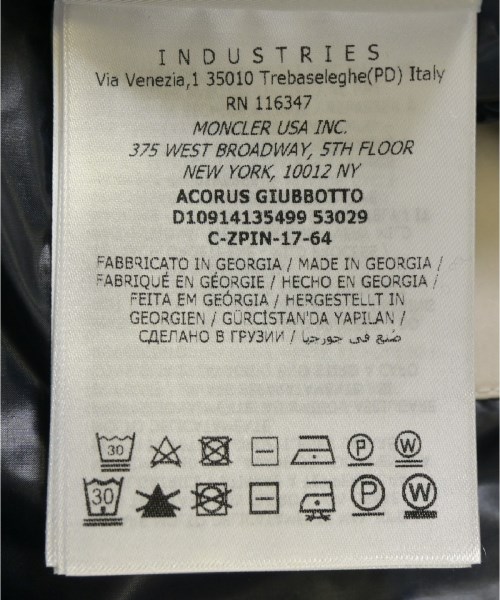 INDUSTRIES
Via Venezia,1 35010 Trebaseleghe(PD) Italy
RN 116347
MONCLER USA INC.
375 WEST BROADWAY, 5TH FLOOR
NEW YORK, 10012 NY
ACORUS GIUBBOTTO
D10914135499 53029
C-ZPIN-17-64
FABBRICATO IN GEORGIA / MADE IN GEORGIA /
FABRIQUÉ EN GÉORGIE / HECHO EN GEORGIA /
FEITA EM GEÓRGIA / HERGESTELLT IN
GEORGIEN / GÜRCİSTAN'DA YAPILAN /
СДЕЛАНО В ГРУЗИИ / صنع في جورجيا
30 P W
30 P W